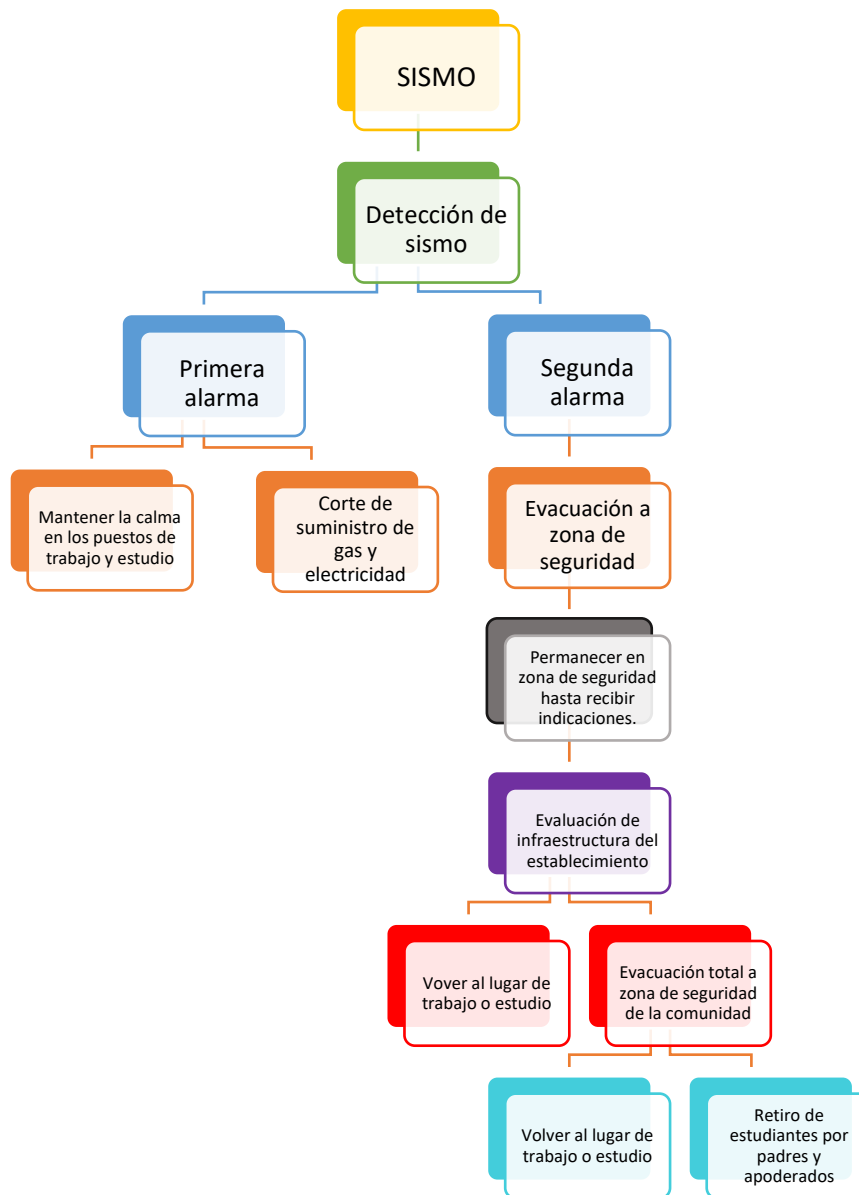 SISMO
Detección de
sismo
Primera
alarma
Segunda
alarma
Mantener la calma
en los puestos de
trabajo y estudio
Corte de
suministro de
gas y
electricidad
Evacuación a
zona de
seguridad
Permanecer en
zona de seguridad
hasta recibir
indicaciones.
Evaluación de
infraestructura del
establecimiento
Vover al lugar de
trabajo o estudio
Evacuación total a
zona de seguridad
de la comunidad
Volver al lugar de
trabajo o estudio
Retiro de
estudiantes por
padres y
apoderados